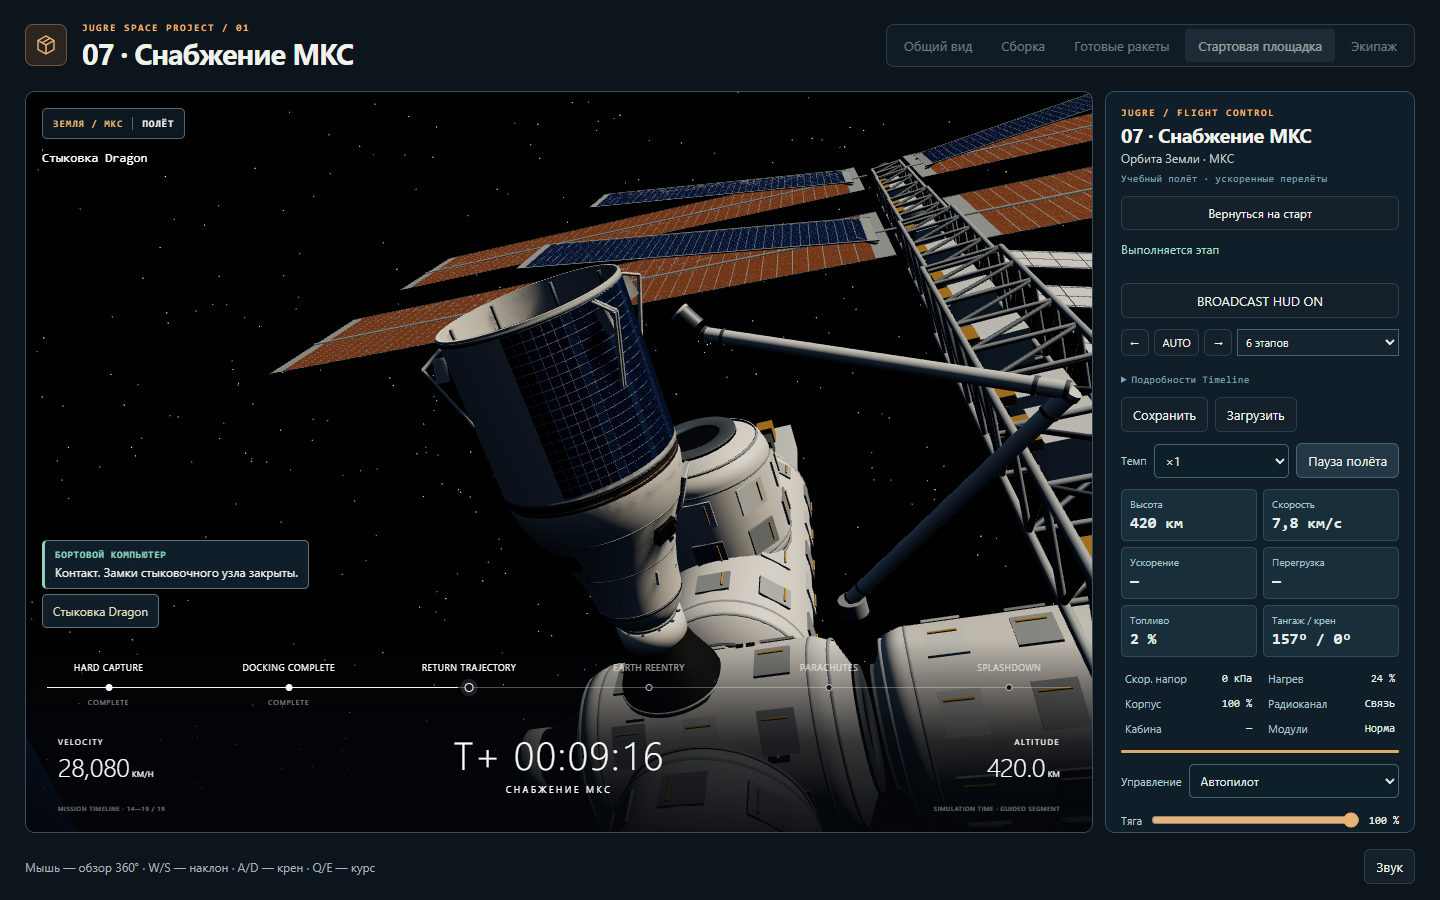 JUGRE SPACE PROJECT / 01
07 · Снабжение МКС
Общий вид
Сборка
Готовые ракеты
Стартовая площадка
Экипаж
ЗЕМЛЯ / МКС | ПОЛЁТ
Стыковка Dragon
БОРТОВОЙ КОМПЬЮТЕР
Контакт. Замки стыковочного узла закрыты.
Стыковка Dragon
HARD CAPTURE
DOCKING COMPLETE
RETURN TRAJECTORY
EARTH REENTRY
PARACHUTES
SPLASHDOWN
COMPLETE
COMPLETE
VELOCITY
28,080 КМ/Ч
T+ 00:09:16
СНАБЖЕНИЕ МКС
ALTITUDE
420.0 КМ
MISSION TIMELINE · 14—19 / 19
SIMULATION TIME · GUIDED SEGMENT
JUGRE / FLIGHT CONTROL
07 · Снабжение МКС
Орбита Земли · МКС
Учебный полёт · ускоренные перелёты
Вернуться на старт
Выполняется этап
BROADCAST HUD ON
←
AUTO
→
6 этапов
▶ Подробности Timeline
Сохранить
Загрузить
Темп
×1
Пауза полёта
Высота
420 км
Скорость
7,8 км/с
Ускорение
—
Перегрузка
—
Топливо
2 %
Тангаж / крен
157° / 0°
Скор. напор 0 кПа
Нагрев 24 %
Корпус 100 %
Радиоканал Связь
Кабина —
Модули Норма
Управление
Автопилот
Тяга
100 %
Мышь — обзор 360° · W/S — наклон · A/D — крен · Q/E — курс
Звук